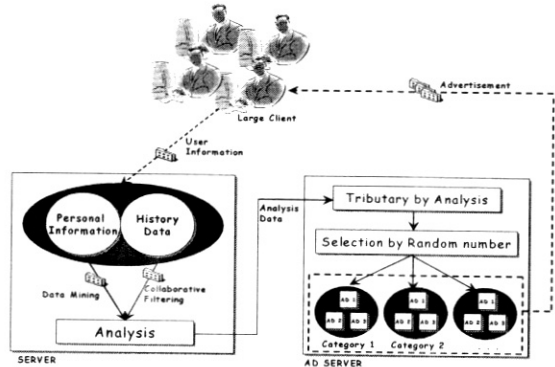 Advertisement
Large Client
User
Information
Personal
Information
History
Data
Data Mining
Collaborative
Filtering
Analysis
SERVER
Analysis
Data
Tributary by Analysis
Selection by Random number
AD 1
AD 2
AD 3
AD 1
AD 2
AD 3
AD 1
AD 2
AD 3
Category 1
Category 2
. . .
AD SERVER